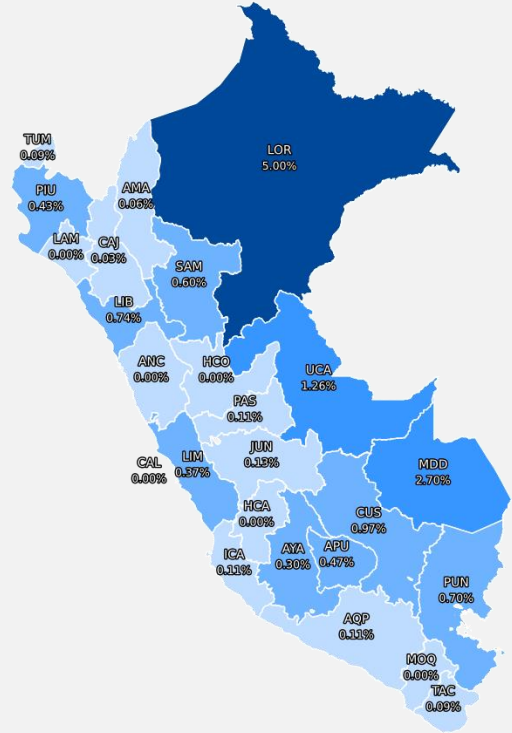 LOR
5.00%
TUM
0.09%
PIU
0.43%
AMA
0.06%
LAM
0.00%
CAJ
0.03%
SAM
0.60%
LIB
0.74%
ANC
0.00%
HCO
0.00%
UCA
1.26%
PAS
0.11%
JUN
0.13%
CAL
0.00%
LIM
0.37%
MDD
2.70%
HCA
0.00%
CUS
0.97%
ICA
0.11%
AYA
0.30%
APU
0.47%
PUN
0.70%
AQP
0.11%
MOQ
0.00%
TAC
0.09%